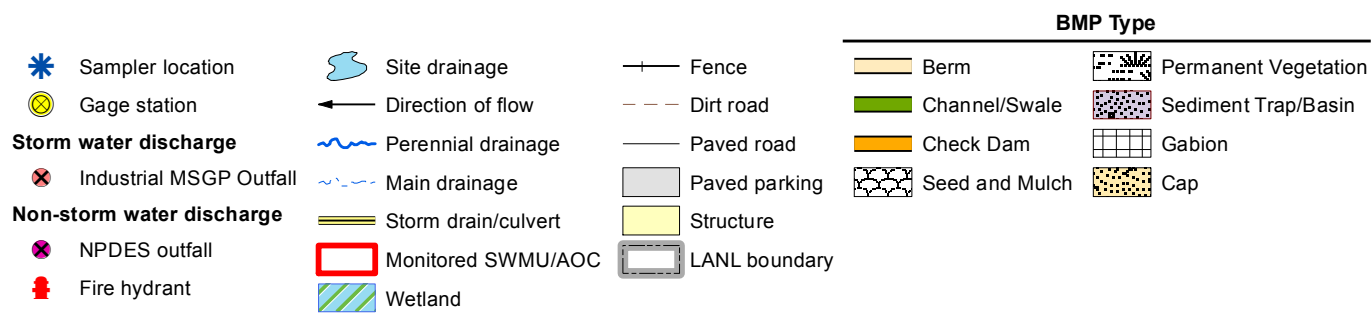 BMP Type
Sampler location
Gage station
Storm water discharge
Industrial MSGP Outfall
Non-storm water discharge
NPDES outfall
Fire hydrant
Site drainage
Direction of flow
Perennial drainage
Main drainage
Storm drain/culvert
Monitored SWMU/AOC
Wetland
Fence
Dirt road
Paved road
Paved parking
Structure
LANL boundary
Berm
Channel/Swale
Check Dam
Seed and Mulch
Permanent Vegetation
Sediment Trap/Basin
Gabion
Cap